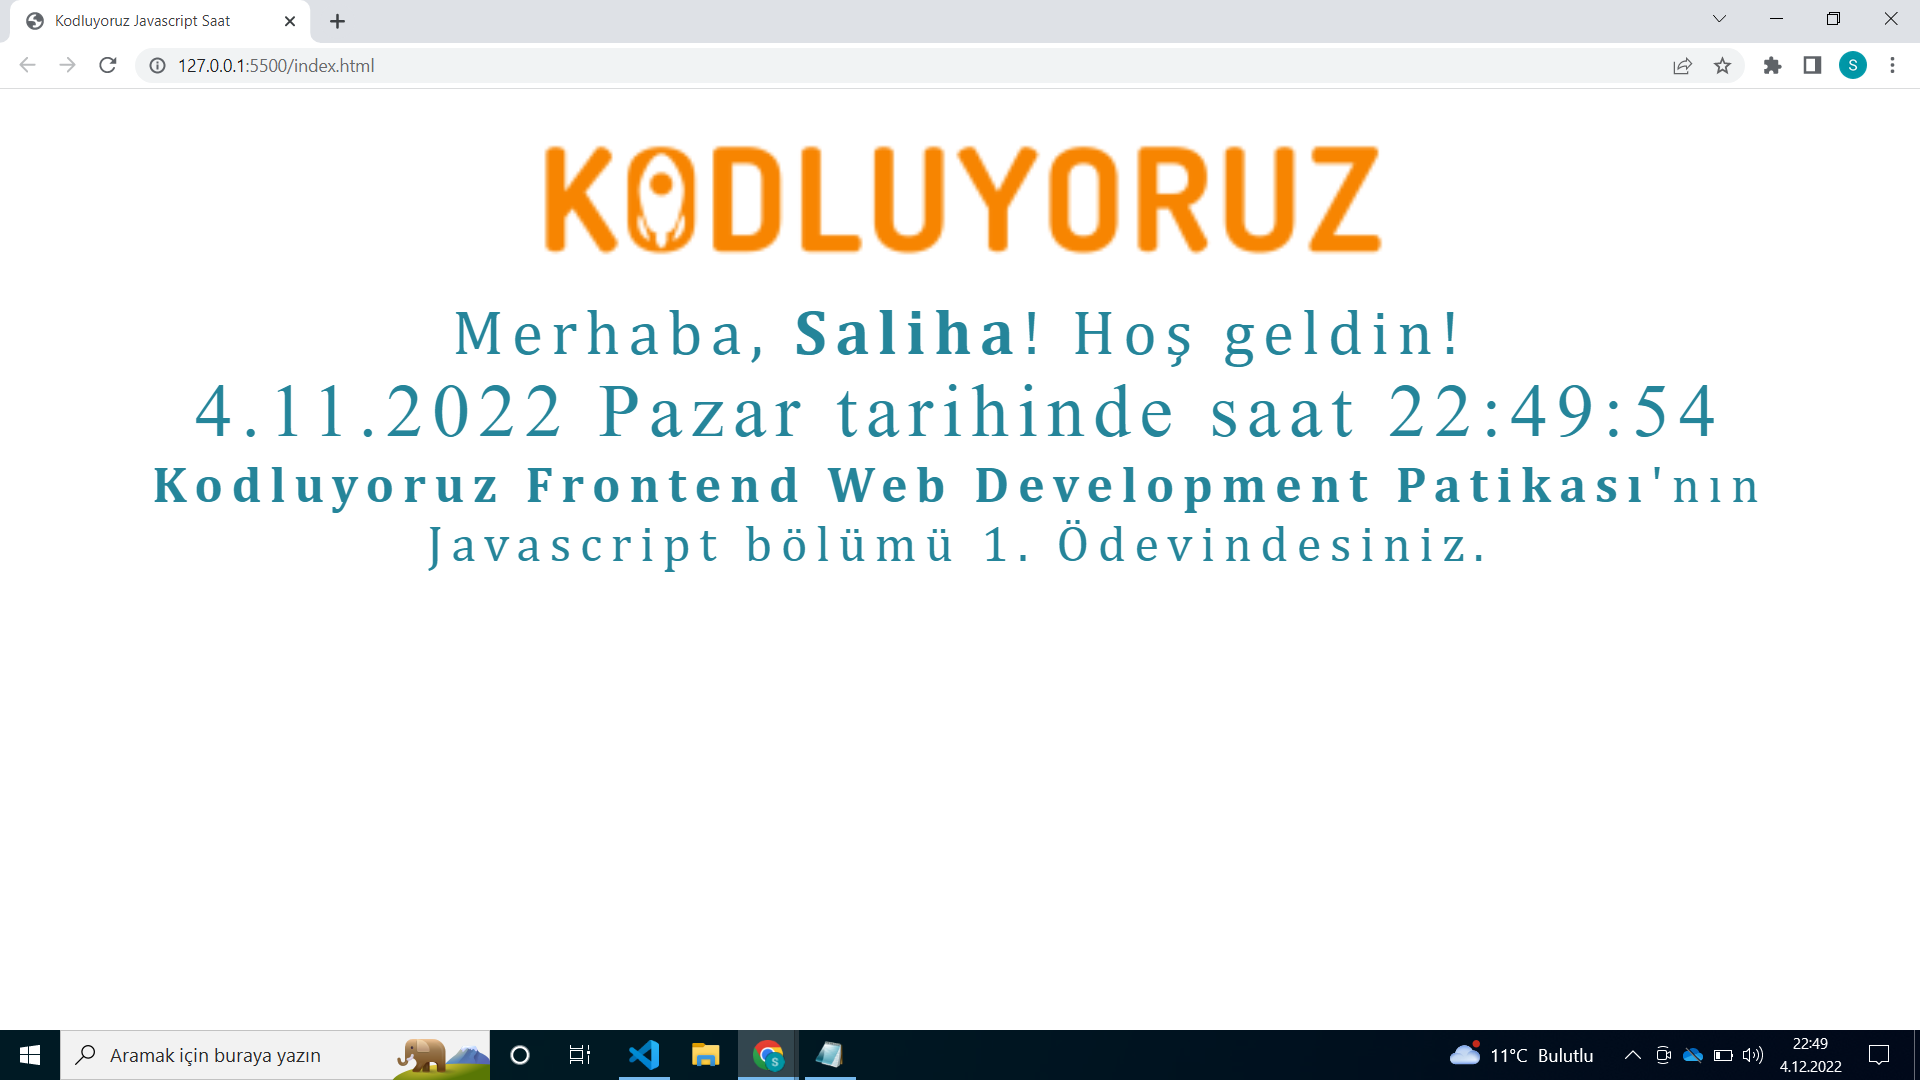 Kodluyoruz Javascript Saat
127.0.0.1:5500/index.html
S
KODLUYORUZ
Merhaba, Saliha! Hoş geldin!
4.11.2022 Pazar tarihinde saat 22:49:54
Kodluyoruz Frontend Web Development Patikası'nın
Javascript bölümü 1. Ödevindesiniz.
Aramak için buraya yazın
S
11°C Bulutlu
22:49
4.12.2022